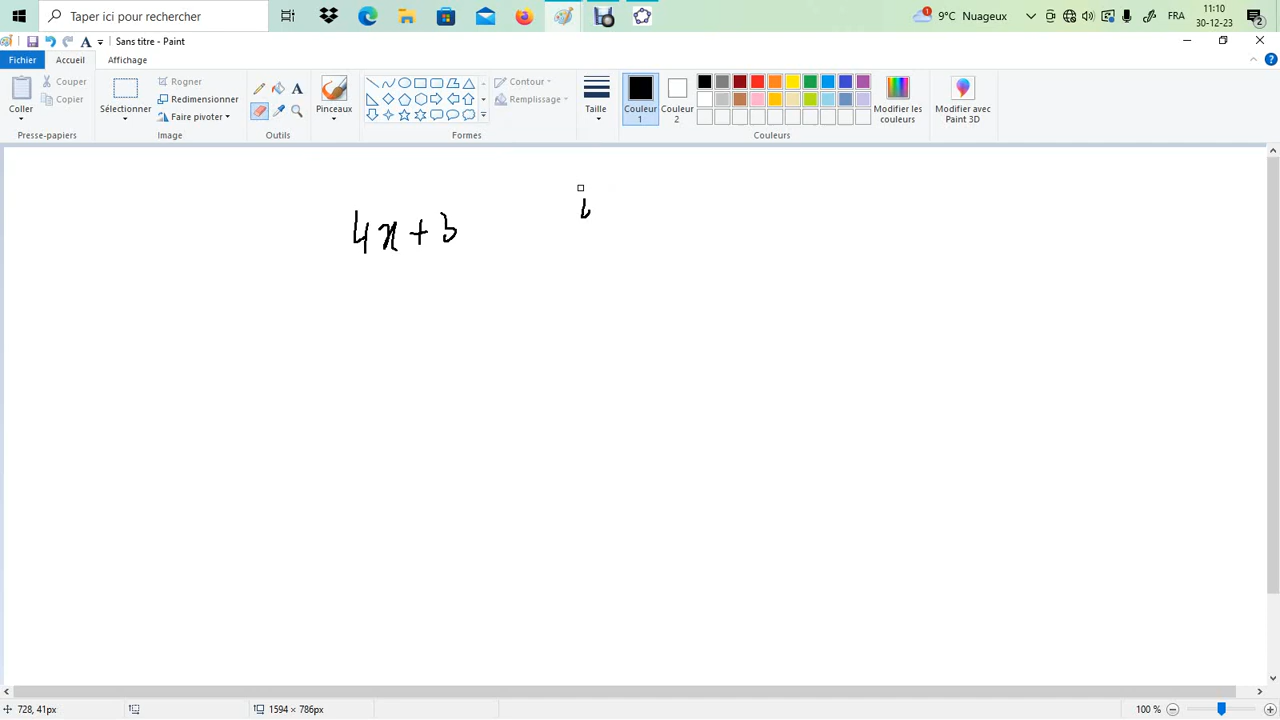 Taper ici pour rechercher
9°C Nuageux
FRA
11:10
30-12-23
2
Sans titre - Paint
Fichier
Accueil
Affichage
Coller
Couper
Copier
Presse-papiers
Sélectionner
Rogner
Redimensionner
Faire pivoter
Image
A
Outils
Pinceaux
Contour
Remplissage
Formes
Taille
Couleur 1
Couleur 2
Modifier les couleurs
Couleurs
Modifier avec Paint 3D
4x+3
728, 41px
1594 × 786px
100 %